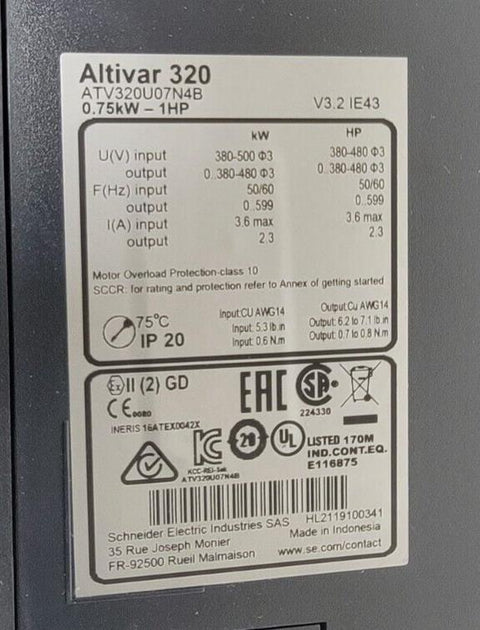 Altivar 320
ATV320U07N4B
0.75kW – 1HP V3.2 IE43
kW HP
U(V) input 380-500 Φ3 380-480 Φ3
output 0..380-480 Φ3 0..380-480 Φ3
F(Hz) input 50/60 50/60
output 0..599 0..599
I(A) input 3.6 max 3.6 max
output 2.3 2.3
Motor Overload Protection-class 10
SCCR: for rating and protection refer to Annex of getting started
75°C Input:CU AWG14 Output:Cu AWG14
Input: 5.3 lb.in Output: 6.2 to 7.1 lb.in
IP 20 Input: 0.6 N.m Output: 0.7 to 0.8 N.m
Ex II (2) GD EAC SA
CE 0080 224330
INERIS 16ATEX0042X
20 UL LISTED 170M
IND.CONT.EQ.
KCC-REI-Sek E116875
ATV320U07N4B
HL2119100341
Schneider Electric Industries SAS Made in Indonesia
35 Rue Joseph Monier
FR-92500 Rueil Malmaison www.se.com/contact